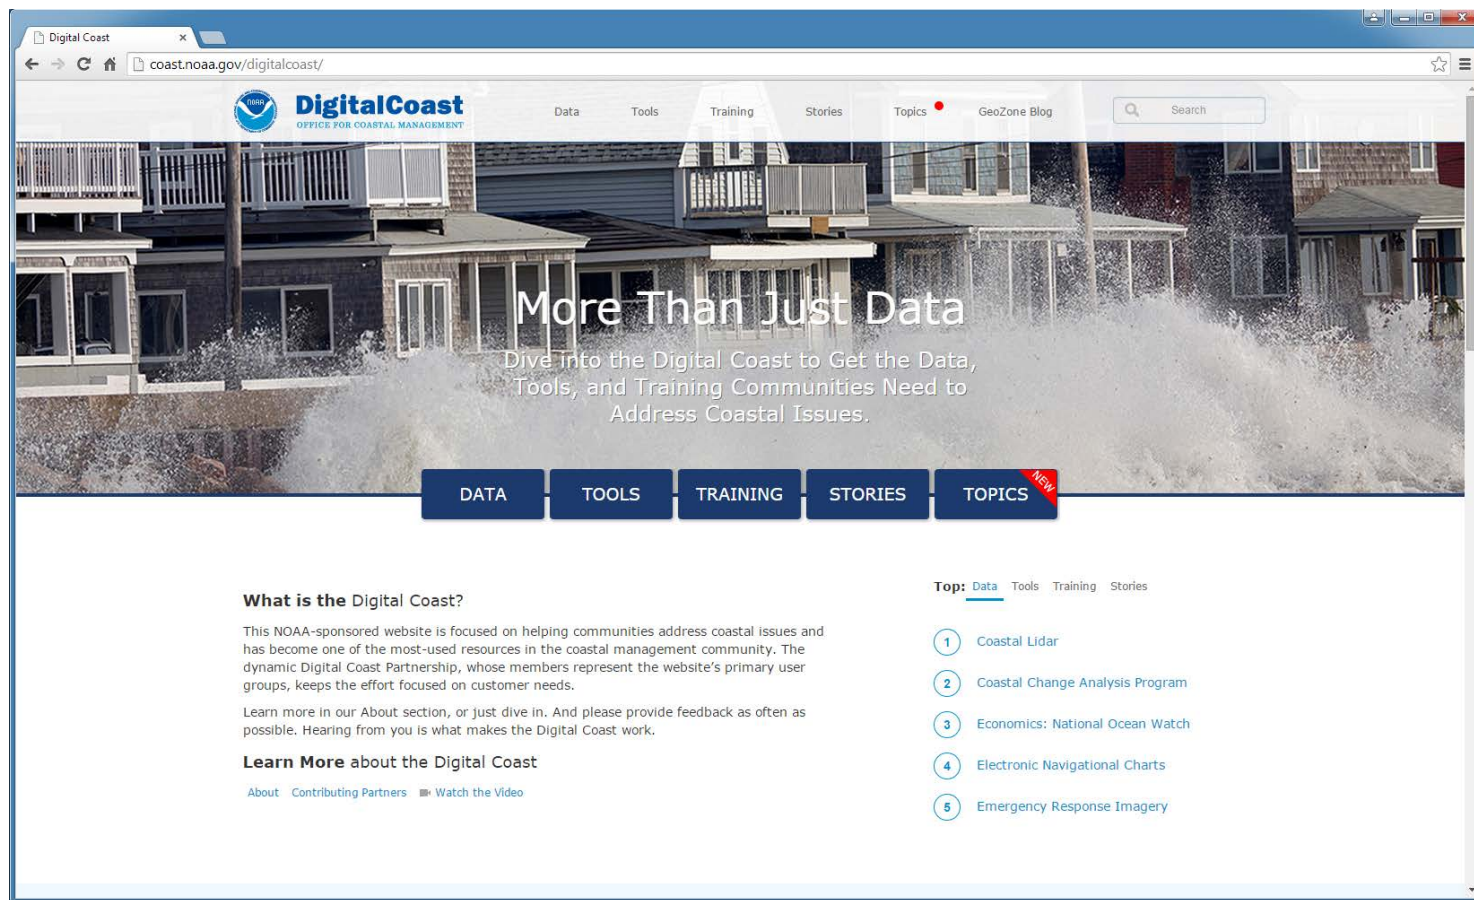 Digital Coast
coast.noaa.gov/digitalcoast/
NOAA
DigitalCoast
OFFICE FOR COASTAL MANAGEMENT
Data Tools Training Stories Topics GeoZone Blog Search
More Than Just Data
Dive into the Digital Coast to Get the Data,
Tools, and Training Communities Need to
Address Coastal Issues.
DATA TOOLS TRAINING STORIES TOPICS NEW
What is the Digital Coast?
This NOAA-sponsored website is focused on helping communities address coastal issues and
has become one of the most-used resources in the coastal management community. The
dynamic Digital Coast Partnership, whose members represent the website's primary user
groups, keeps the effort focused on customer needs.
Learn more in our About section, or just dive in. And please provide feedback as often as
possible. Hearing from you is what makes the Digital Coast work.
Learn More about the Digital Coast
About Contributing Partners Watch the Video
Top: Data Tools Training Stories
1 Coastal Lidar
2 Coastal Change Analysis Program
3 Economics: National Ocean Watch
4 Electronic Navigational Charts
5 Emergency Response Imagery